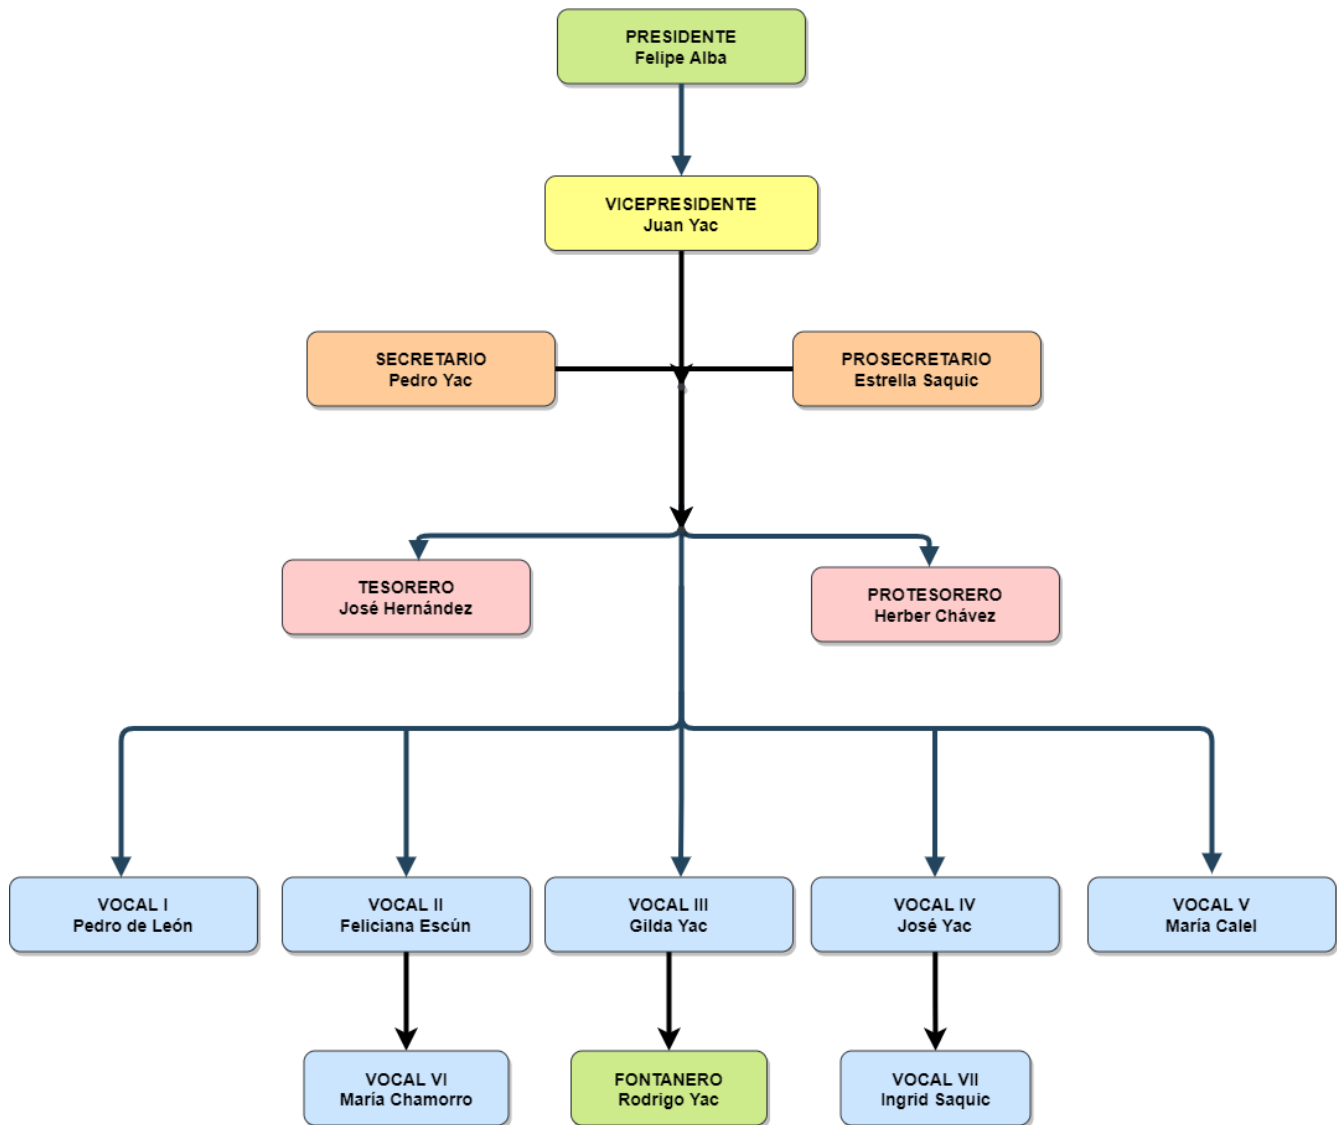 PRESIDENTE
Felipe Alba
VICEPRESIDENTE
Juan Yac
SECRETARIO
Pedro Yac
PROSECRETARIO
Estrella Saquic
TESORERO
José Hernández
PROTESORERO
Herber Chávez
VOCAL I
Pedro de León
VOCAL II
Feliciana Escún
VOCAL III
Gilda Yac
VOCAL IV
José Yac
VOCAL V
María Calel
VOCAL VI
María Chamorro
FONTANERO
Rodrigo Yac
VOCAL VII
Ingrid Saquic